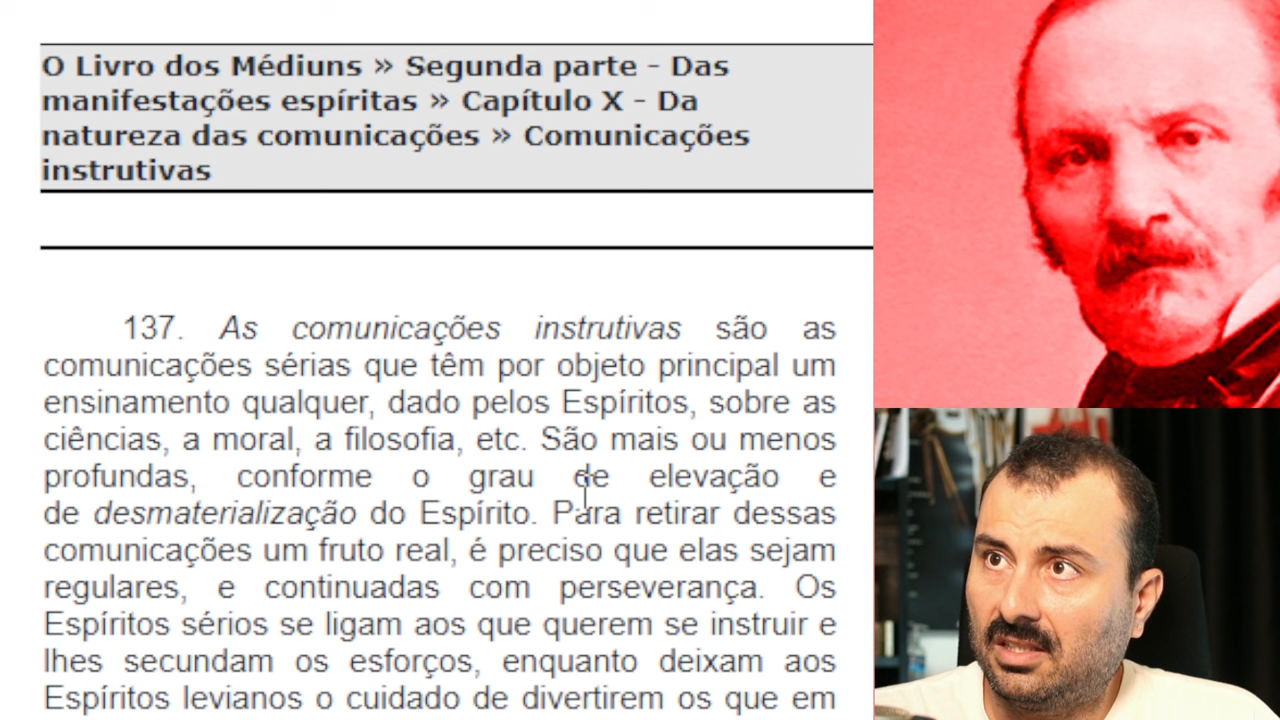 O Livro dos Médiuns » Segunda parte - Das
manifestações espíritas » Capítulo X - Da
natureza das comunicações » Comunicações
instrutivas
137. As comunicações instrutivas são as
comunicações sérias que têm por objeto principal um
ensinamento qualquer, dado pelos Espíritos, sobre as
ciências, a moral, a filosofia, etc. São mais ou menos
profundas, conforme o grau de elevação e
de desmaterialização do Espírito. Para retirar dessas
comunicações um fruto real, é preciso que elas sejam
regulares, e continuadas com perseverança. Os
Espíritos sérios se ligam aos que querem se instruir e
lhes secundam os esforços, enquanto deixam aos
Espíritos levianos o cuidado de divertirem os que em